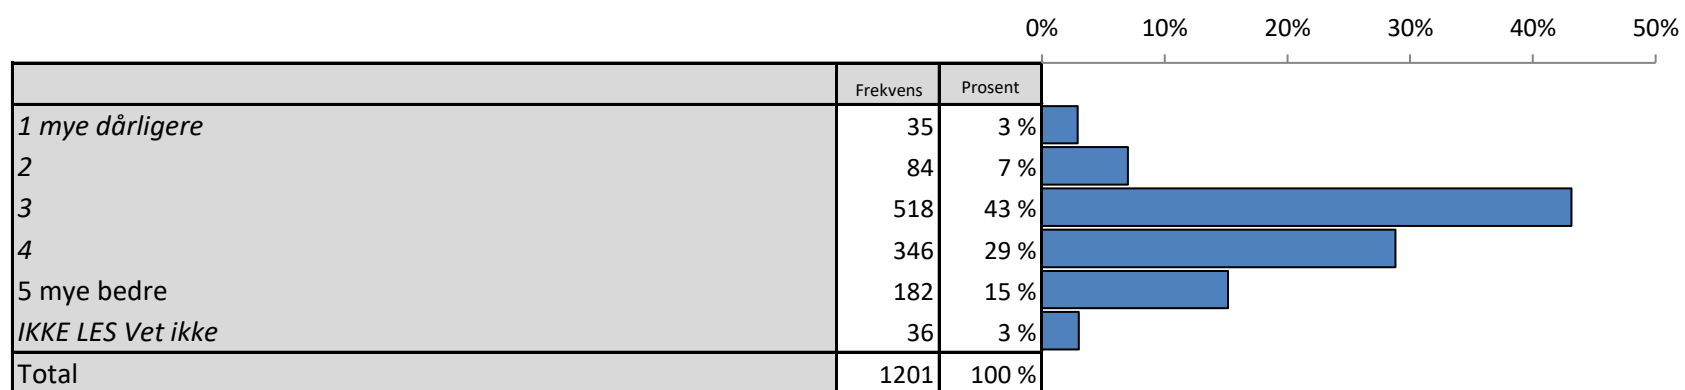 0% 10% 20% 30% 40% 50%
Frekvens Prosent
1 mye dårligere 35 3 %
2 84 7 %
3 518 43 %
4 346 29 %
5 mye bedre 182 15 %
IKKE LES Vet ikke 36 3 %
Total 1201 100 %